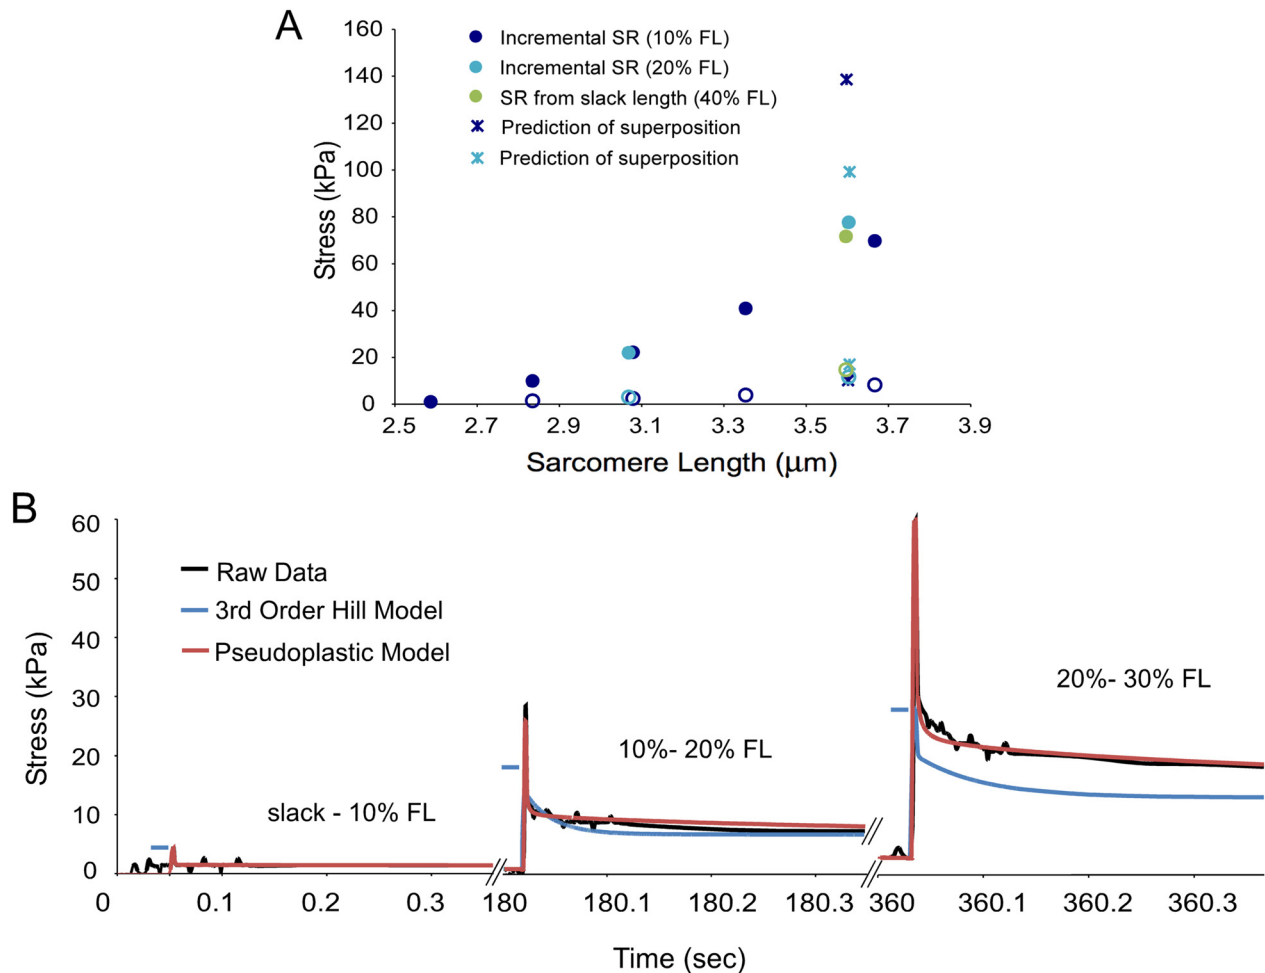 A
160
140
120
100
80
60
40
20
0
Stress (kPa)
Incremental SR (10% FL)
Incremental SR (20% FL)
SR from slack length (40% FL)
Prediction of superposition
Prediction of superposition
2.5 2.7 2.9 3.1 3.3 3.5 3.7 3.9
Sarcomere Length (μm)
B
60
50
40
30
20
10
0
Stress (kPa)
Raw Data
3rd Order Hill Model
Pseudoplastic Model
20%- 30% FL
10%- 20% FL
slack - 10% FL
0 0.1 0.2 0.3 180 180.1 180.2 180.3 360 360.1 360.2 360.3
Time (sec)